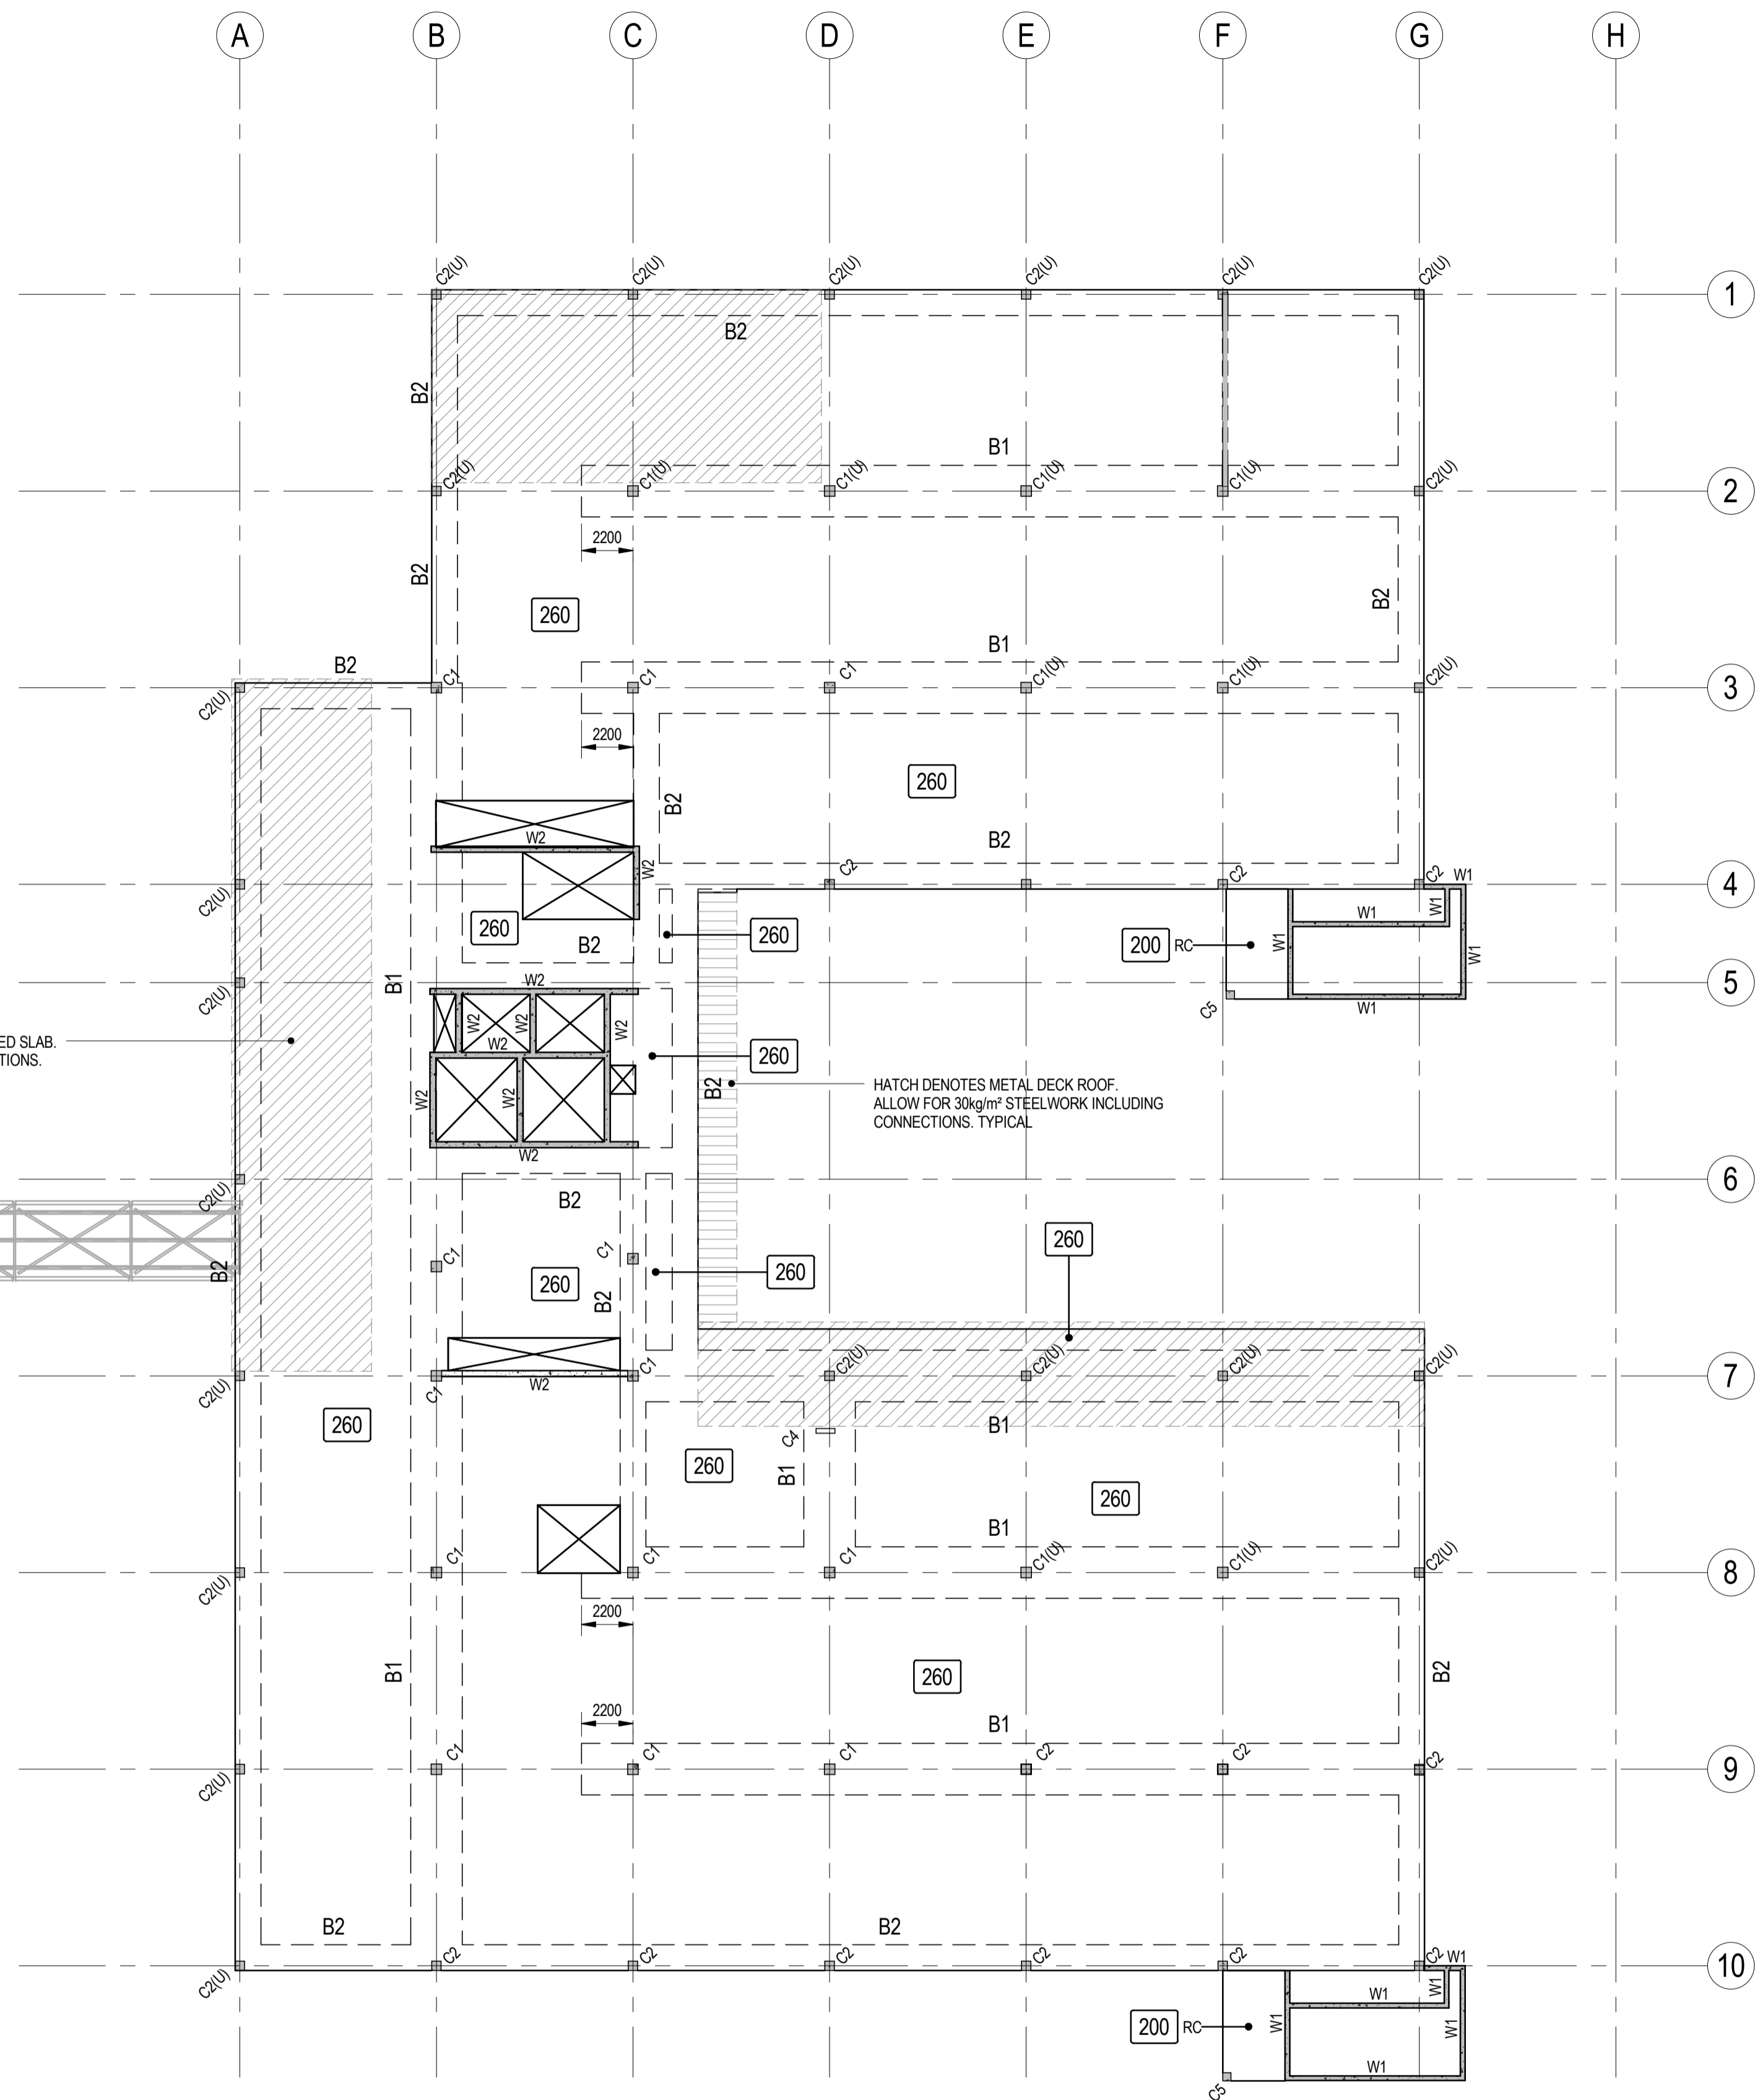 A B C D E F G H
C2(U) C2(U) C2(U) C2(U) C2(U) C2(U)
1
B2
B2
B1
C2(U) C1(U) C1(U) C1(U) C1(U) C2(U)
2
2200
B2
B2
260
B1
B2
C1 C1 C1 C1(U) C1(U) C2(U)
C2(U)
3
2200
260
B2
W2
B2
W2
C2 C2 C2 W1
C2(U)
4
W1 W1
260
B2
260
200 RC
W1
W1
W2
B1
5
C2(U)
C5
W1
W2 W2 W2
W2
ED SLAB.
TIONS.
260
B2
HATCH DENOTES METAL DECK ROOF.
ALLOW FOR 30kg/m² STEELWORK INCLUDING
CONNECTIONS. TYPICAL
W2 W2
W2
6
C2(U)
B2
260
C1 C1
B2
260
260
B2
C1 C2(U) C2(U) C2(U) C2(U)
7
C2(U)
C1
W2
260
B1
C4
260
B1
260
B1
C1 C1 C1 C1(U) C1(U) C2(U)
8
C2(U)
2200
B1
260
B2
2200
B1
C1 C1 C1 C2 C2 C2
9
C2(U)
B2
B2
C2 C2 C2 C2 C2 C2 W1
10
C2(U)
W1 W1
200 RC
W1
W1
W1
C5